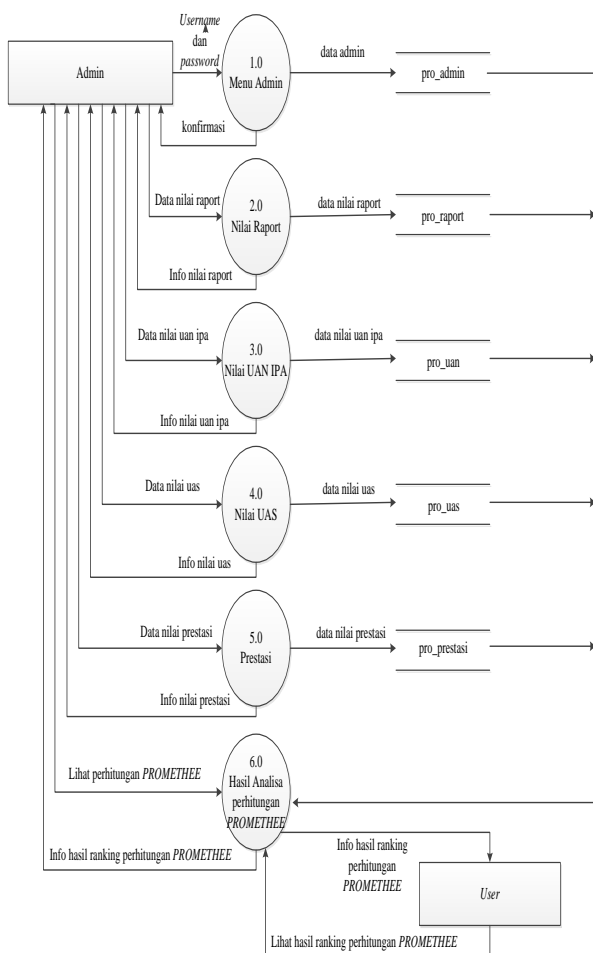 Username
dan
password
Admin
1.0
Menu Admin
data admin
pro_admin
konfirmasi
Data nilai raport
2.0
Nilai Raport
data nilai raport
pro_raport
Info nilai raport
Data nilai uan ipa
3.0
Nilai UAN IPA
data nilai uan ipa
pro_uan
Info nilai uan ipa
Data nilai uas
4.0
Nilai UAS
data nilai uas
pro_uas
Info nilai uas
Data nilai prestasi
5.0
Prestasi
data nilai prestasi
pro_prestasi
Info nilai prestasi
Lihat perhitungan PROMETHEE
6.0
Hasil Analisa
perhitungan
PROMETHEE
Info hasil ranking perhitungan PROMETHEE
Info hasil ranking
perhitungan
PROMETHEE
User
Lihat hasil ranking perhitungan PROMETHEE